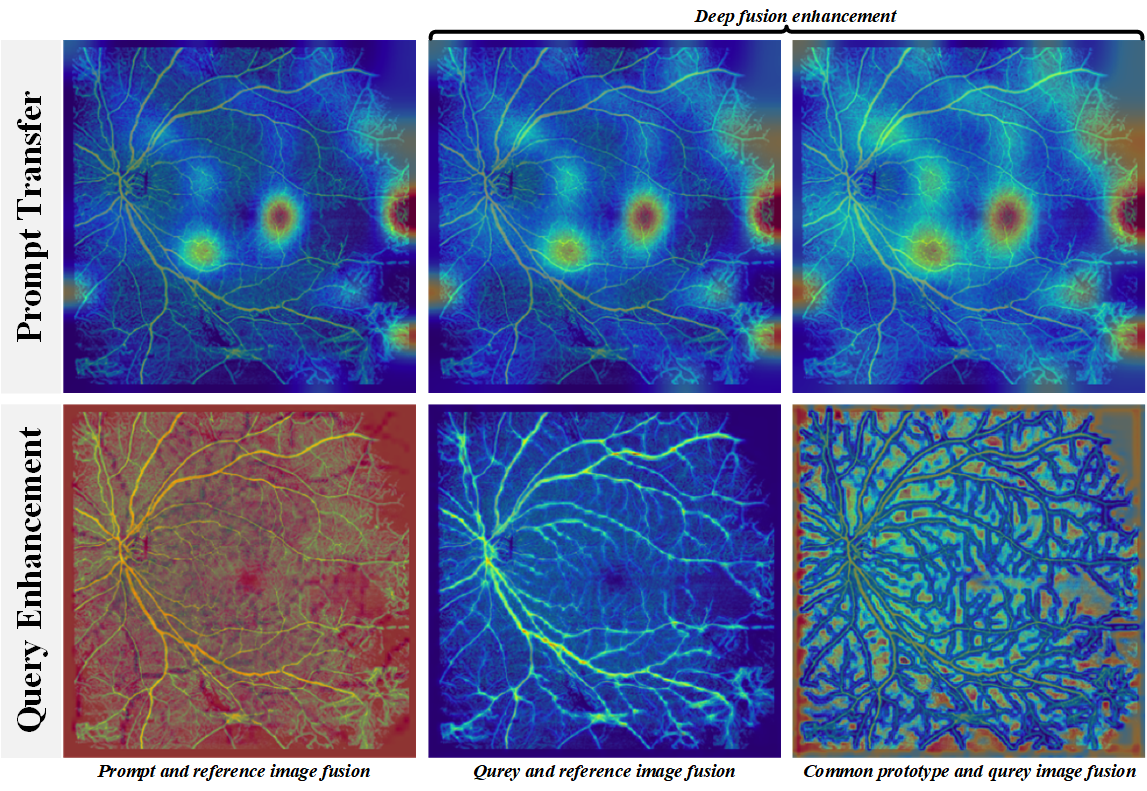 Deep fusion enhancement
Prompt Transfer
Query Enhancement
Prompt and reference image fusion
Qurey and reference image fusion
Common prototype and qurey image fusion